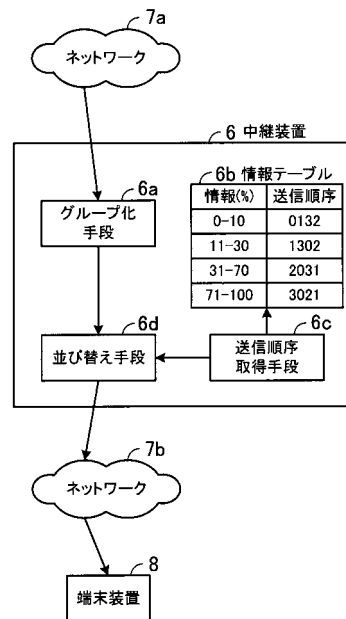 7a
ネットワーク
6 中継装置
6a
グループ化
手段
6b 情報テーブル
情報(%) 送信順序
0-10 0132
11-30 1302
31-70 2031
71-100 3021
6d
並び替え手段
6c
送信順序
取得手段
7b
ネットワーク
8
端末装置